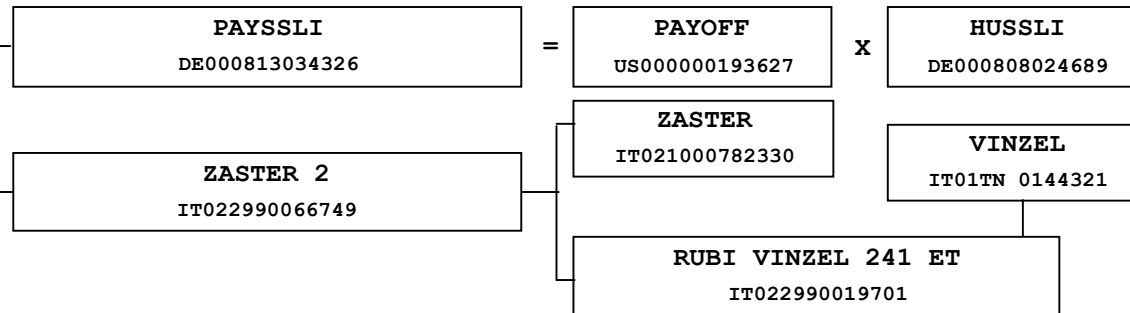 PAYSSLI
DE000813034326
=
PAYOFF
US000000193627
X
HUSSLI
DE000808024689
ZASTER
IT021000782330
VINZEL
IT01TN 0144321
ZASTER 2
IT022990066749
RUBI VINZEL 241 ET
IT022990019701